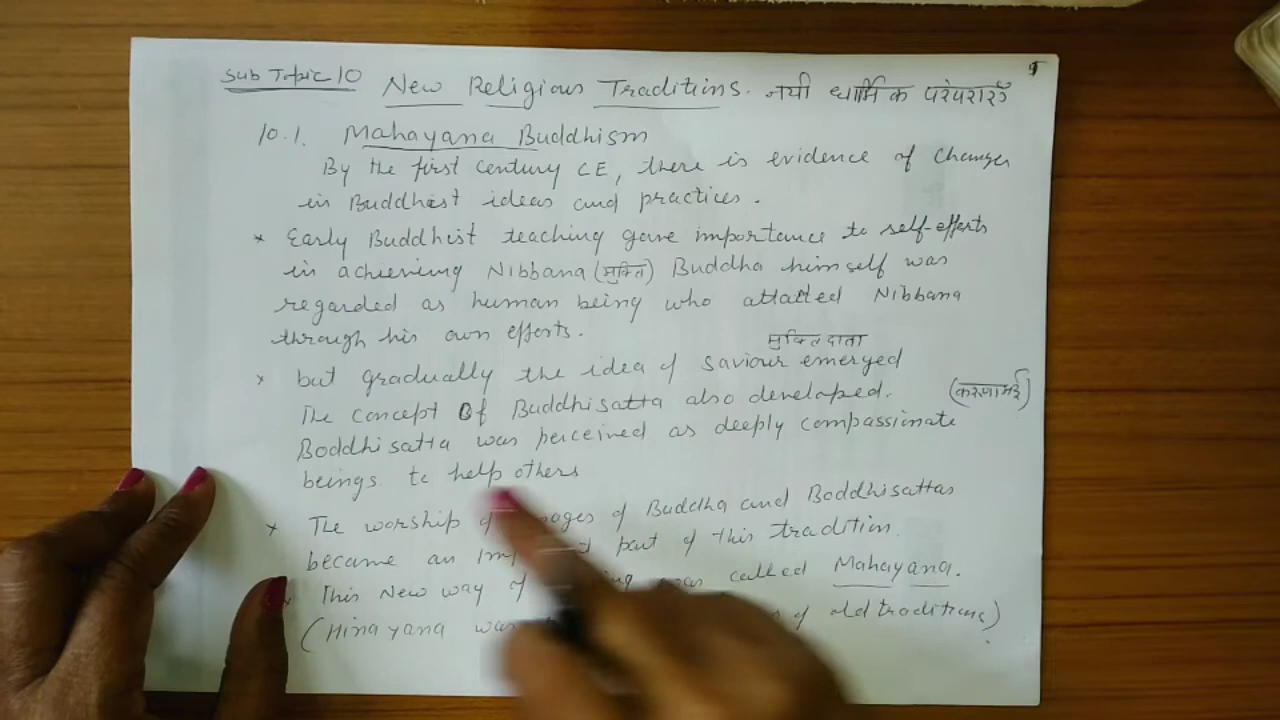 Sub Topic 10 New Religious Traditions. नयी धार्मिक परंपराएँ
10.1. Mahayana Buddhism
By the first century CE, there is evidence of changes
in Buddhist ideas and practices.
* Early Buddhist teaching gave importance to self-efforts
in achieving Nibbana (मुक्ति) Buddha himself was
regarded as human being who attatted Nibbana
through his own efforts.
मुक्तिदाता
* but gradually the idea of saviour emerged
The concept Of Buddhisatta also developed. (करुणामई)
Boddhisatta was perceived as deeply compassionate
beings to help others
* The worship of images of Buddha and Boddhisattas
became an part of this tradition.
This New way of was called Mahayana.
(Hinayana was of old traditions)